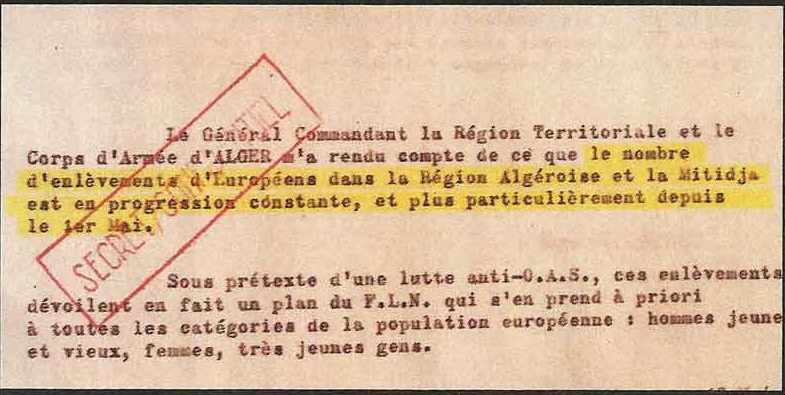 Le Général Commandant la Région Territoriale et le
Corps d'Armée d'ALGER m'a rendu compte de ce que le nombre
d'enlèvements d'Européens dans la Région Algéroise et la Mitidja
est en progression constante, et plus particulièrement depuis
le 1er Mai.
Sous prétexte d'une lutte anti-O.A.S., ces enlèvements
dévoilent en fait un plan du F.L.N. qui s'en prend à priori
à toutes les catégories de la population européenne : hommes jeune
et vieux, femmes, très jeunes gens.
SECRET